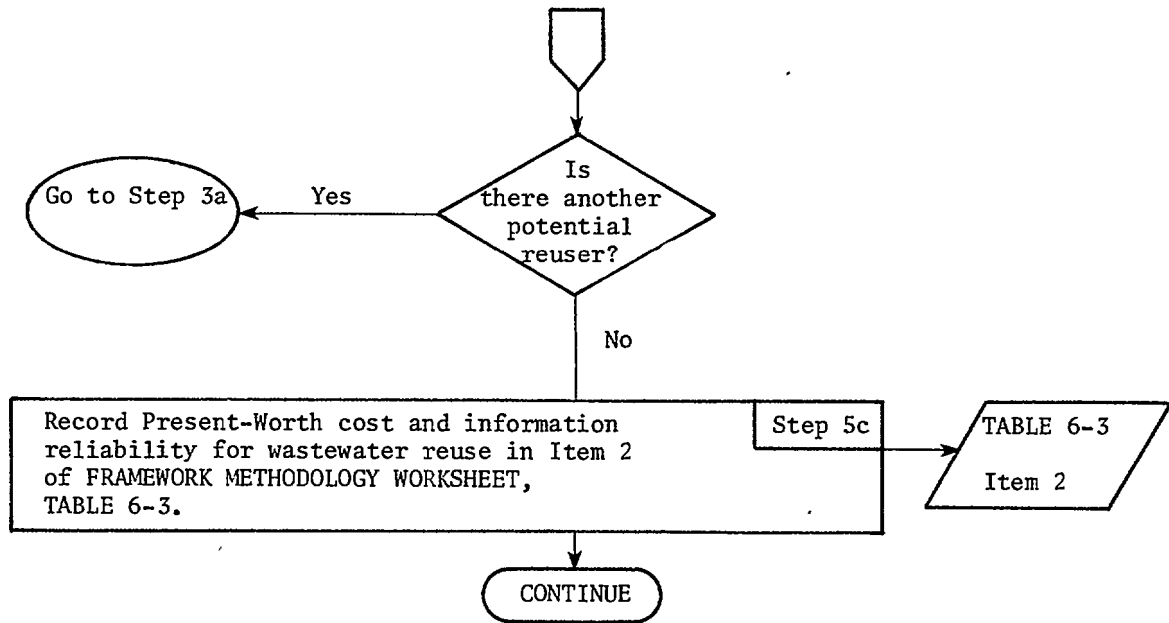 Is
there another
potential
reuser?
Yes
Go to Step 3a
No
Record Present-Worth cost and information
reliability for wastewater reuse in Item 2
of FRAMEWORK METHODOLOGY WORKSHEET,
TABLE 6-3.
Step 5c
TABLE 6-3
Item 2
CONTINUE